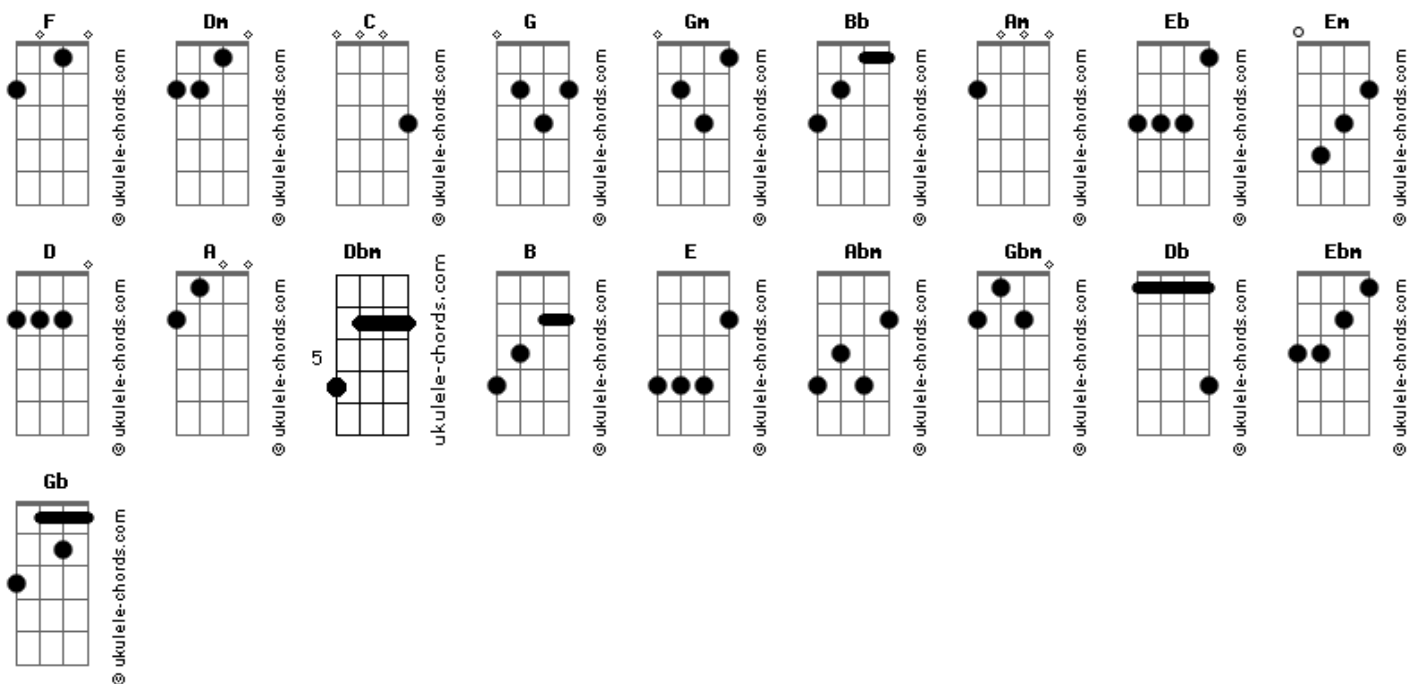 F Dm C G Gm Bb Am Eb Em
© ukulele-chords.com © ukulele-chords.com © ukulele-chords.com © ukulele-chords.com © ukulele-chords.com © ukulele-chords.com © ukulele-chords.com © ukulele-chords.com © ukulele-chords.com
D A Dbm B E Abm Gbm Db Ebm
5
© ukulele-chords.com © ukulele-chords.com ukulele-chords.com © ukulele-chords.com © ukulele-chords.com © ukulele-chords.com © ukulele-chords.com © ukulele-chords.com © ukulele-chords.com
Gb
© ukulele-chords.com